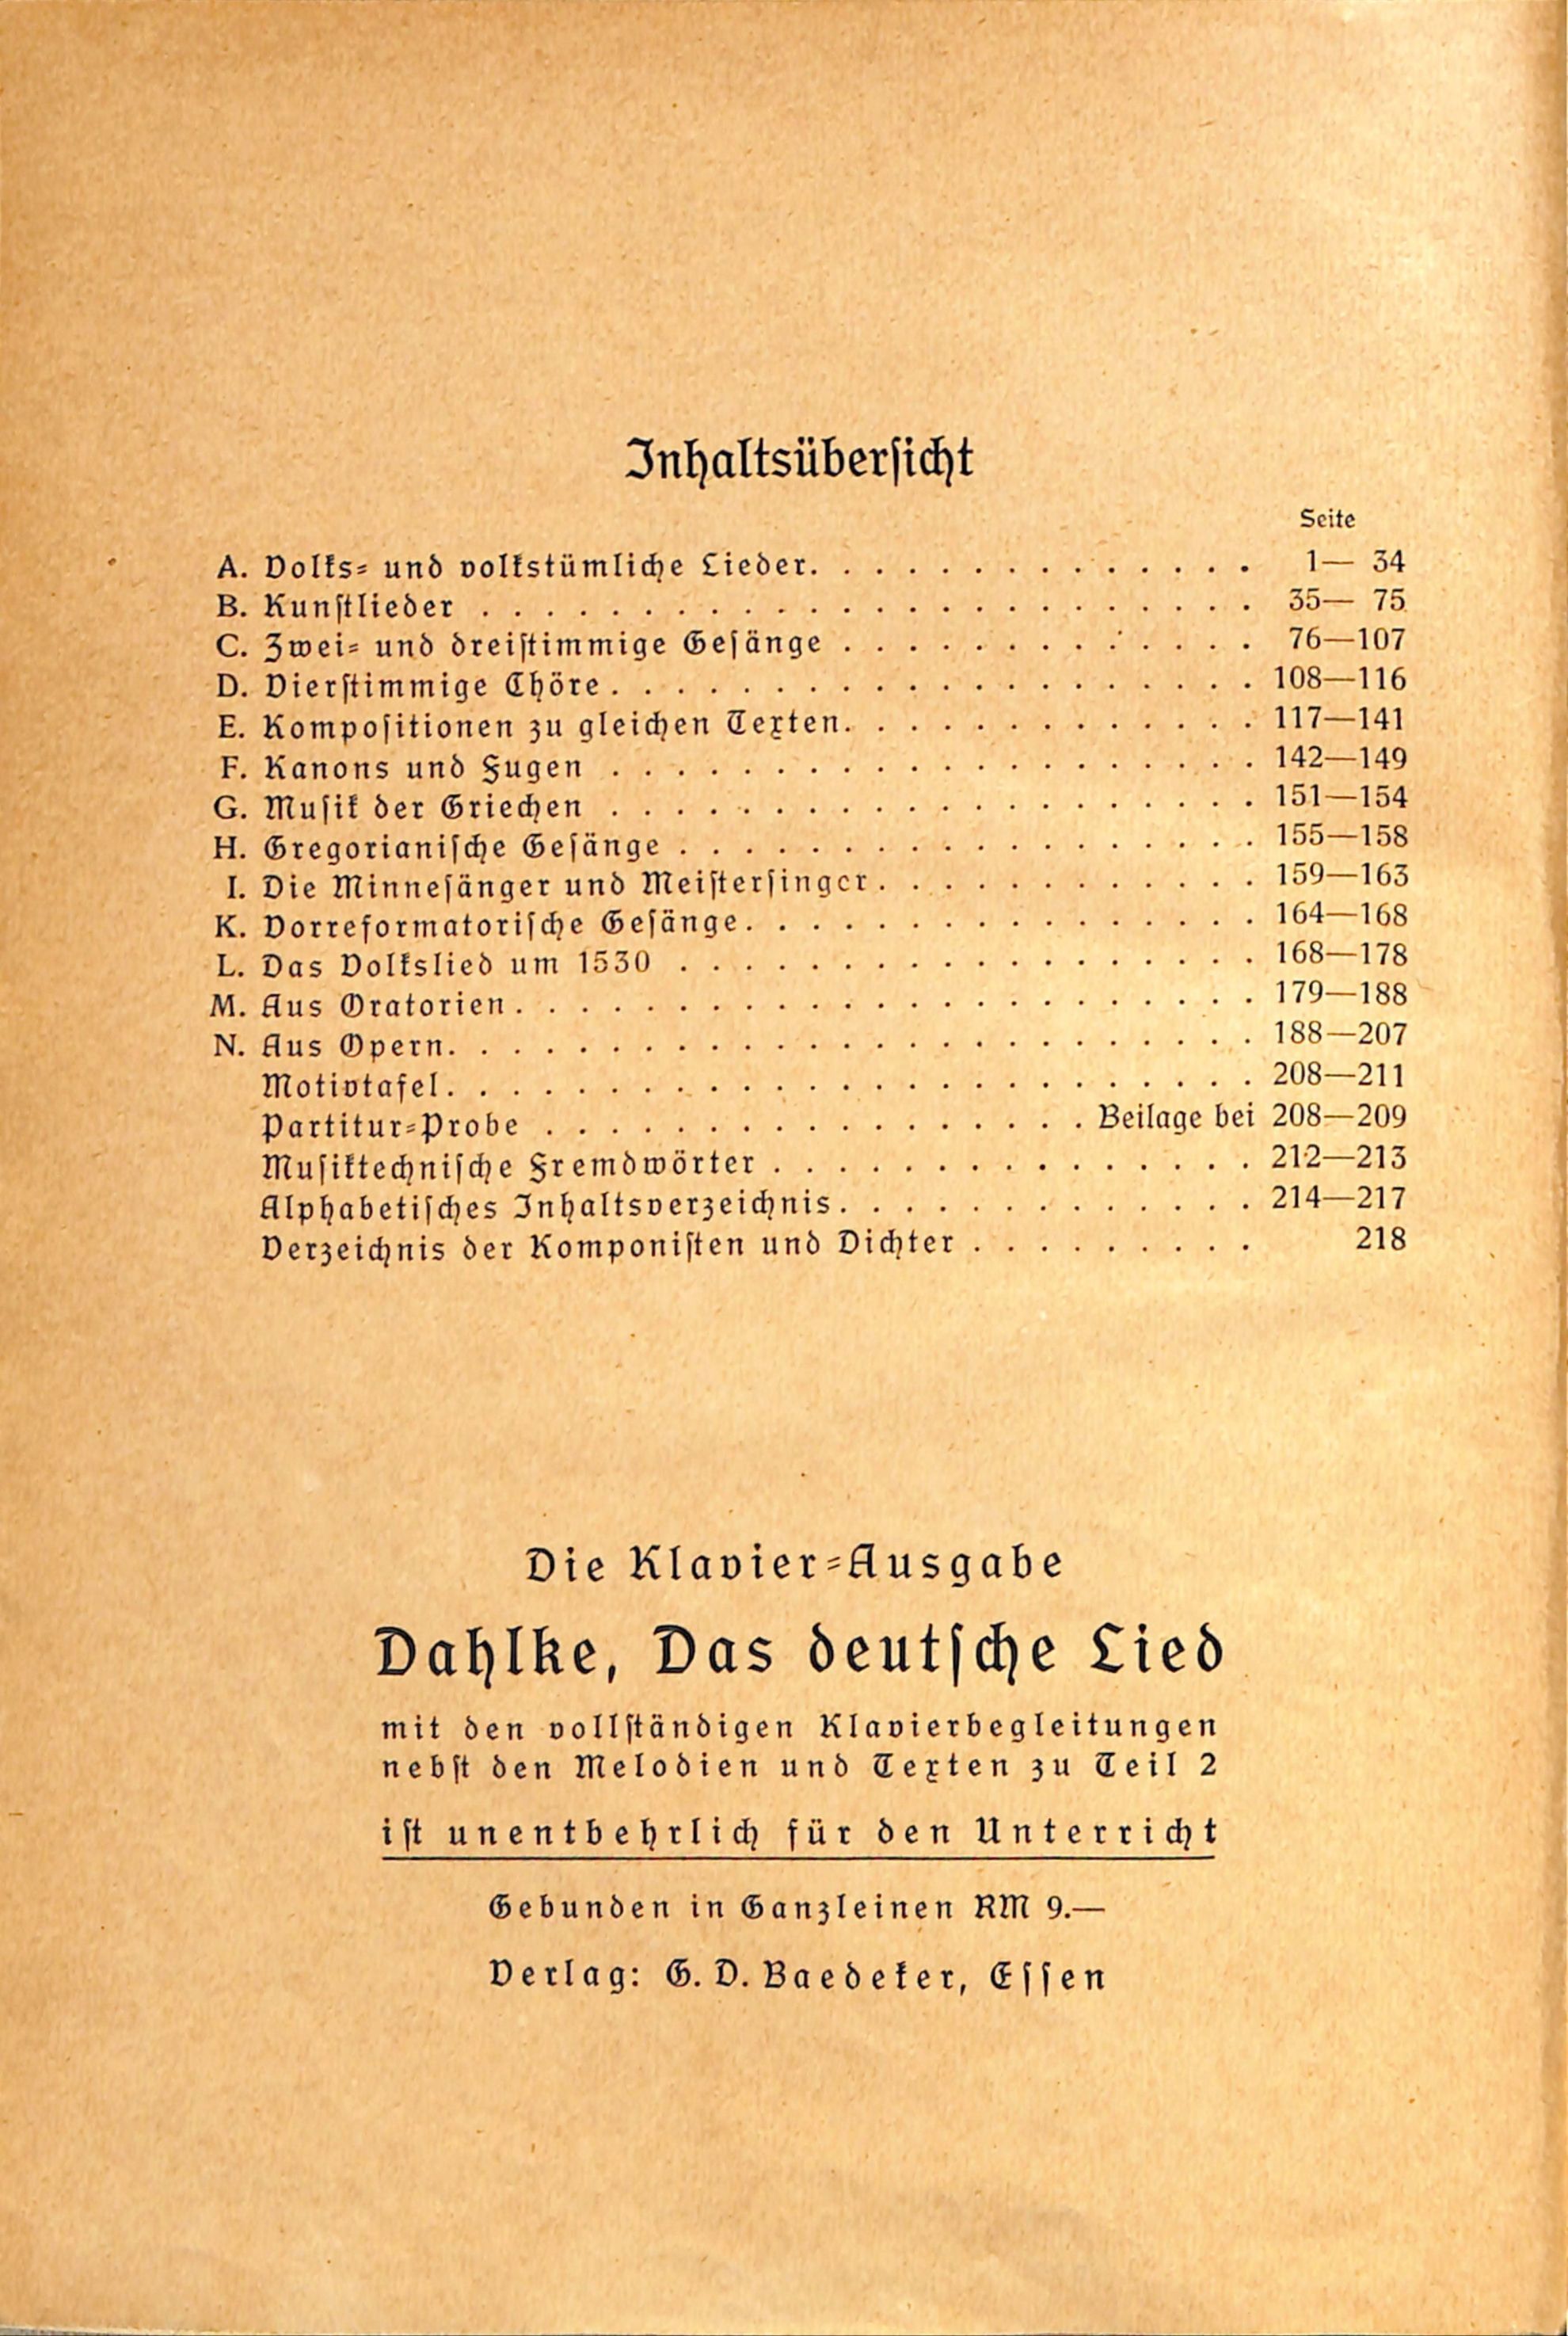 Inhaltsübersicht
Seite
A. Volks- und volkstümliche Lieder. . . . . . . . . . . . . . 1— 34
B. Kunstlieder . . . . . . . . . . . . . . . . . . . . . . . . 35— 75
C. Zwei- und dreistimmige Gesänge . . . . . . . . . . . . . 76—107
D. Vierstimmige Chöre . . . . . . . . . . . . . . . . . . . . 108—116
E. Kompositionen zu gleichen Texten. . . . . . . . . . . . . 117—141
F. Kanons und Fugen . . . . . . . . . . . . . . . . . . . . 142—149
G. Musik der Griechen . . . . . . . . . . . . . . . . . . . . 151—154
H. Gregorianische Gesänge . . . . . . . . . . . . . . . . . . 155—158
I. Die Minnesänger und Meistersinger. . . . . . . . . . . . 159—163
K. Vorreformatorische Gesänge. . . . . . . . . . . . . . . . 164—168
L. Das Volkslied um 1530 . . . . . . . . . . . . . . . . . . 168—178
M. Aus Oratorien. . . . . . . . . . . . . . . . . . . . . . . 179—188
N. Aus Opern. . . . . . . . . . . . . . . . . . . . . . . . . 188—207
Motivtafel. . . . . . . . . . . . . . . . . . . . . . . . . 208—211
Partitur-Probe . . . . . . . . . . . . . . . . . Beilage bei 208—209
Musiktechnische Fremdwörter . . . . . . . . . . . . . . . 212—213
Alphabetisches Inhaltsverzeichnis. . . . . . . . . . . . . 214—217
Verzeichnis der Komponisten und Dichter . . . . . . . . . 218
Die Klavier-Ausgabe
Dahlke, Das deutsche Lied
mit den vollständigen Klavierbegleitungen
nebst den Melodien und Texten zu Teil 2
ist unentbehrlich für den Unterricht
Gebunden in Ganzleinen RM 9.—
Verlag: G. D. Baedeker, Essen